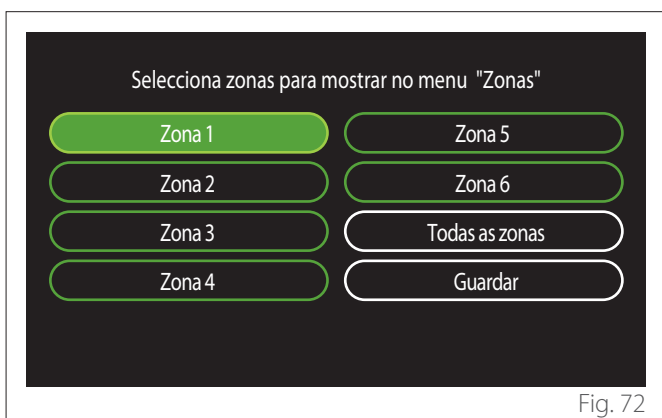 Selecciona zonas para mostrar no menu "Zonas"
Zona 1
Zona 5
Zona 2
Zona 6
Zona 3
Todas as zonas
Zona 4
Guardar
Fig. 72